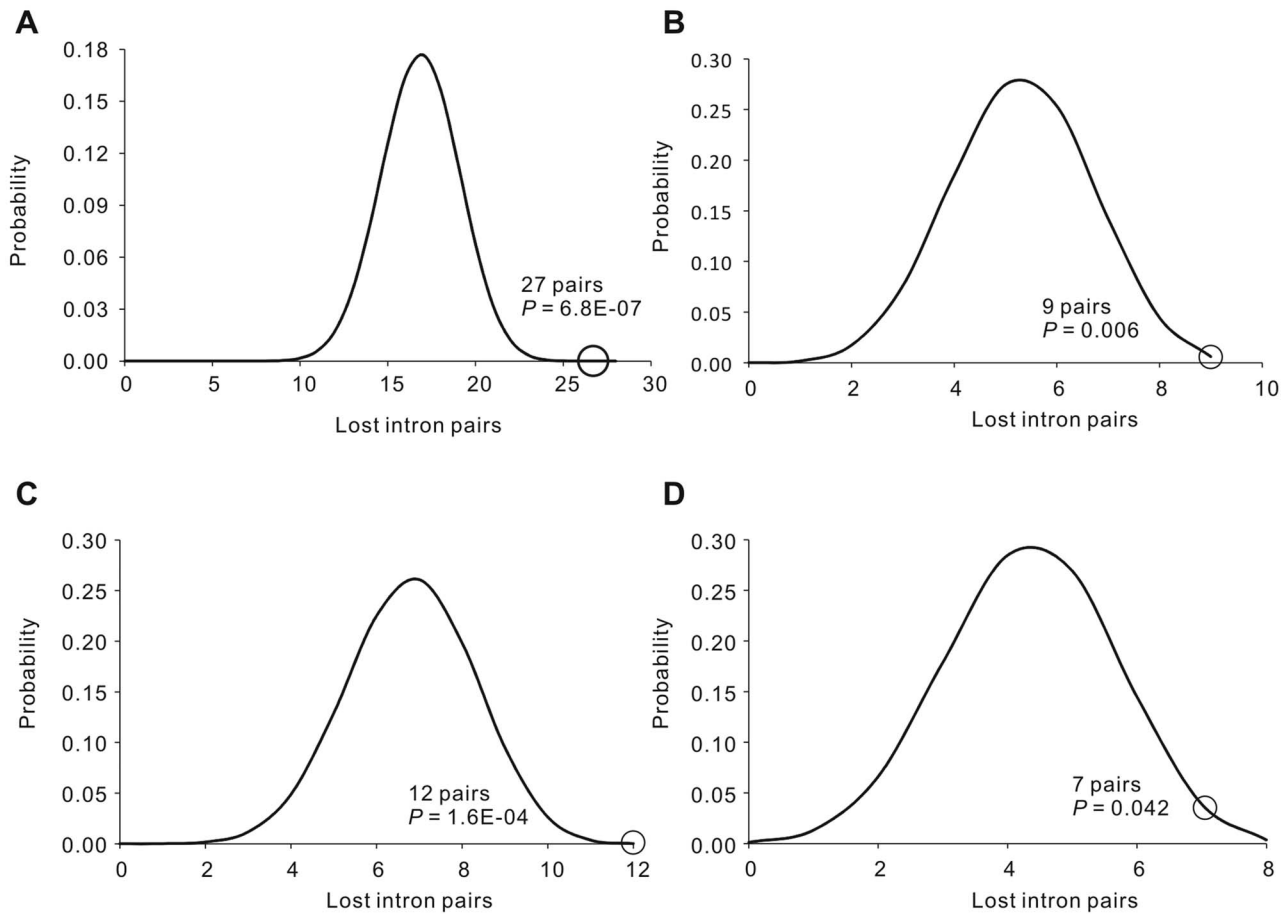 A
0.18
0.15
0.12
0.09
0.06
0.03
0.00
Probability
27 pairs
P = 6.8E-07
0 5 10 15 20 25 30
Lost intron pairs
B
0.30
0.25
0.20
0.15
0.10
0.05
0.00
Probability
9 pairs
P = 0.006
0 2 4 6 8 10
Lost intron pairs
C
0.30
0.25
0.20
0.15
0.10
0.05
0.00
Probability
12 pairs
P = 1.6E-04
0 2 4 6 8 10 12
Lost intron pairs
D
0.30
0.25
0.20
0.15
0.10
0.05
0.00
Probability
7 pairs
P = 0.042
0 2 4 6 8
Lost intron pairs